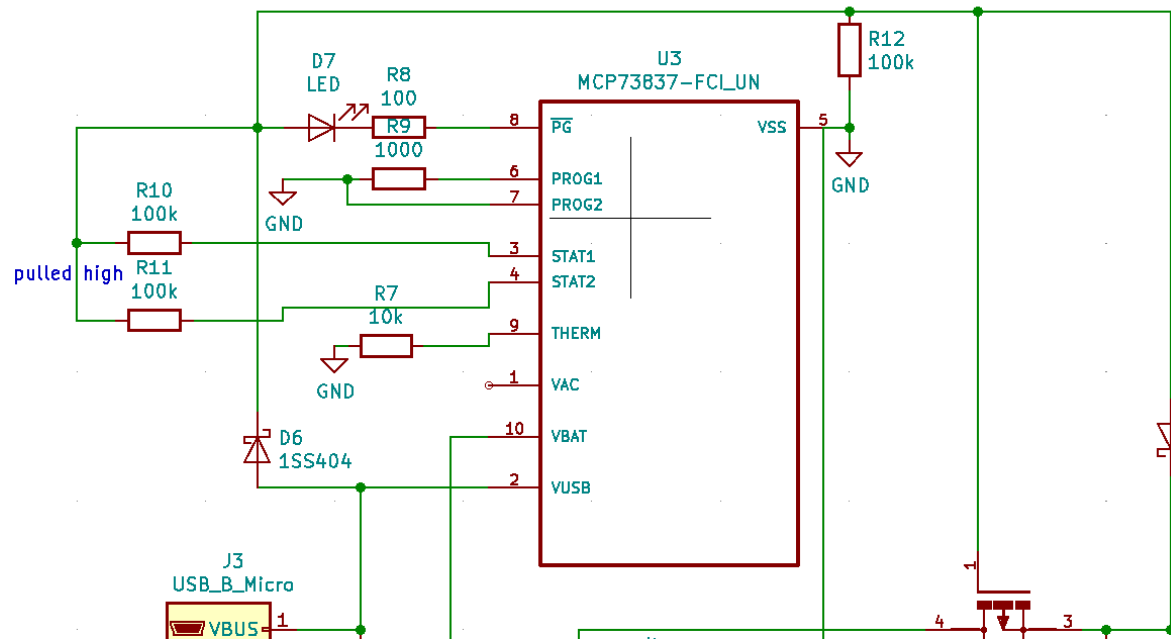 R12
100k
U3
MCP73837-FCI_UN
D7
LED
R8
100
R9
1000
8
PG
VSS
5
6
PROG1
7
PROG2
GND
GND
R10
100k
3
STAT1
pulled high
R11
100k
4
STAT2
R7
10k
9
THERM
GND
1
VAC
10
VBAT
D6
1SS404
2
VUSB
J3
USB_B_Micro
VBUS
1
1
4
3